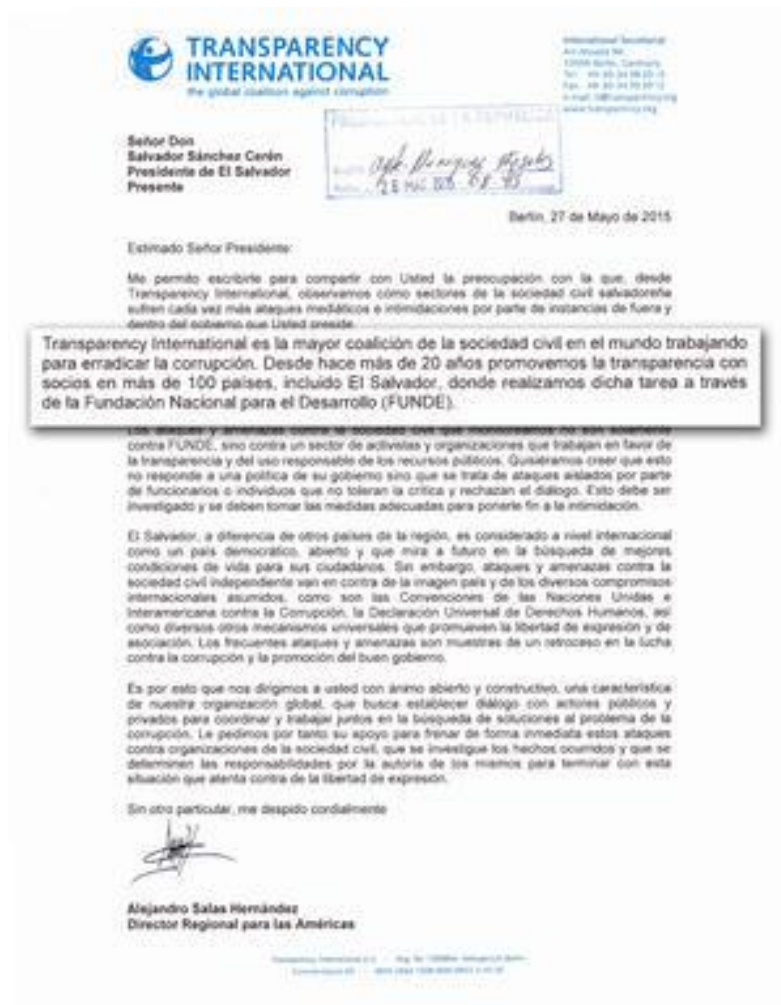 TRANSPARENCY
INTERNATIONAL
the global coalition against corruption
International Secretariat
Señor Don
Salvador Sánchez Cerén
Presidente de El Salvador
Presente
Berlín, 27 de Mayo de 2015
Estimado Señor Presidente:
Me permito escribirle para compartir con Usted la preocupación con la que, desde
Transparency International, observamos como sectores de la sociedad civil salvadoreña
sufren cada vez más ataques mediáticos e intimidaciones por parte de instancias de fuera y
dentro del gobierno que Usted preside.
Transparency International es la mayor coalición de la sociedad civil en el mundo trabajando
para erradicar la corrupción. Desde hace más de 20 años promovemos la transparencia con
socios en más de 100 países, incluido El Salvador, donde realizamos dicha tarea a través
de la Fundación Nacional para el Desarrollo (FUNDE).
Los ataques y amenazas contra la sociedad civil que monitoreamos no son solamente
contra FUNDE, sino contra un sector de activistas y organizaciones que trabajan en favor de
la transparencia y del uso responsable de los recursos públicos. Quisiéramos creer que esto
no responde a una política de su gobierno sino que se trata de ataques aislados por parte
de funcionarios o individuos que no toleran la crítica y rechazan el diálogo. Esto debe ser
investigado y se deben tomar las medidas adecuadas para ponerle fin a la intimidación.
El Salvador, a diferencia de otros países de la región, es considerado a nivel internacional
como un país democrático, abierto y que mira a futuro en la búsqueda de mejores
condiciones de vida para sus ciudadanos. Sin embargo, ataques y amenazas contra la
sociedad civil independiente van en contra de la imagen país y de los diversos compromisos
internacionales asumidos, como son las Convenciones de las Naciones Unidas e
Interamericana contra la Corrupción, la Declaración Universal de Derechos Humanos, así
como diversos otros mecanismos universales que promueven la libertad de expresión y de
asociación. Los frecuentes ataques y amenazas son muestras de un retroceso en la lucha
contra la corrupción y la promoción del buen gobierno.
Es por esto que nos dirigimos a usted con ánimo abierto y constructivo, una característica
de nuestra organización global, que busca establecer diálogo con actores públicos y
privados para coordinar y trabajar juntos en la búsqueda de soluciones al problema de la
corrupción. Le pedimos por tanto su apoyo para frenar de forma inmediata estos ataques
contra organizaciones de la sociedad civil, que se investigue los hechos ocurridos y que se
determinen las responsabilidades por la autoría de los mismos para terminar con esta
situación que atenta contra de la libertad de expresión.
Sin otro particular, me despido cordialmente
Alejandro Salas Hernández
Director Regional para las Américas